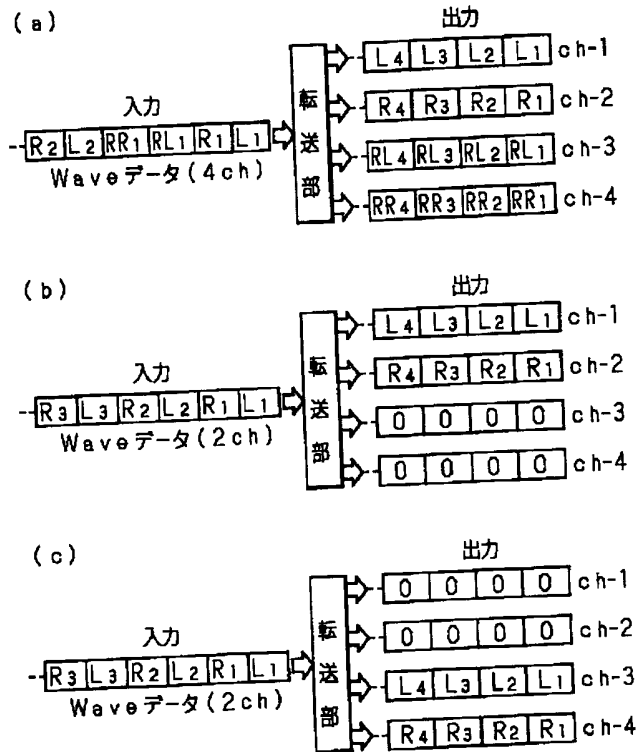 (a)
出力
L4 L3 L2 L1 ch-1
入力
転送部
R4 R3 R2 R1 ch-2
R2 L2 RR1 RL1 R1 L1
RL4 RL3 RL2 RL1 ch-3
Waveデータ(4ch)
RR4 RR3 RR2 RR1 ch-4
(b)
出力
L4 L3 L2 L1 ch-1
入力
転送部
R4 R3 R2 R1 ch-2
R3 L3 R2 L2 R1 L1
0 0 0 0 ch-3
Waveデータ(2ch)
0 0 0 0 ch-4
(c)
出力
0 0 0 0 ch-1
入力
転送部
0 0 0 0 ch-2
R3 L3 R2 L2 R1 L1
L4 L3 L2 L1 ch-3
Waveデータ(2ch)
R4 R3 R2 R1 ch-4